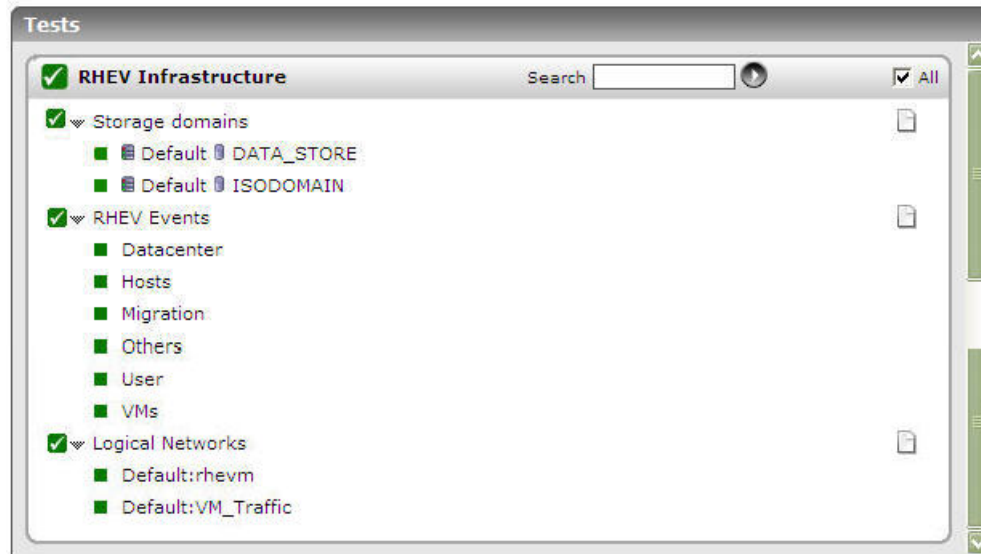 Tests
RHEV Infrastructure Search All
Storage domains
Default DATA_STORE
Default ISODOMAIN
RHEV Events
Datacenter
Hosts
Migration
Others
User
VMs
Logical Networks
Default:rhevm
Default:VM_Traffic